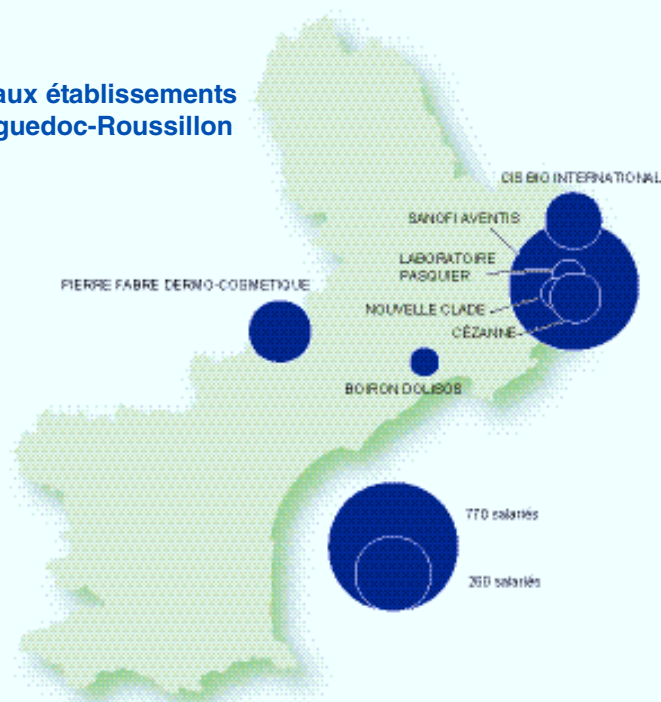 aux établissements
guedoc-Roussillon
CIS BIO INTERNATIONAL
SANOFI AVENTIS
LABORATOIRE
PASQUIER
PIERRE FABRE DERMO-COSMETIQUE
NOUVELLE CLADE
CÉZANNE
BOIRON DOLISOS
770 salariés
260 salariés